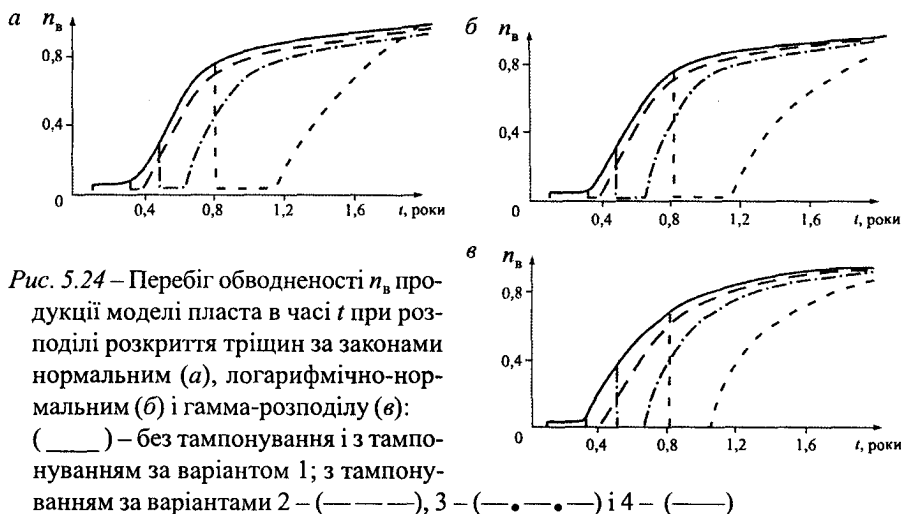 а n_в
0,8
0,4
0
0,4 0,8 1,2 1,6 t, роки
б n_в
0,8
0,4
0
0,4 0,8 1,2 1,6 t, роки
в n_в
0,8
0,4
0
0,4 0,8 1,2 1,6 t, роки
Рис. 5.24 – Перебіг обводненості n_в про-
дукції моделі пласта в часі t при роз-
поділі розкриття тріщин за законами
нормальним (а), логарифмічно-нор-
мальним (б) і гамма-розподілу (в):
(____) – без тампонування і з тампо-
нуванням за варіантом 1; з тампону-
ванням за варіантами 2 – (— — —), 3 – (—•—•—) і 4 – (——)